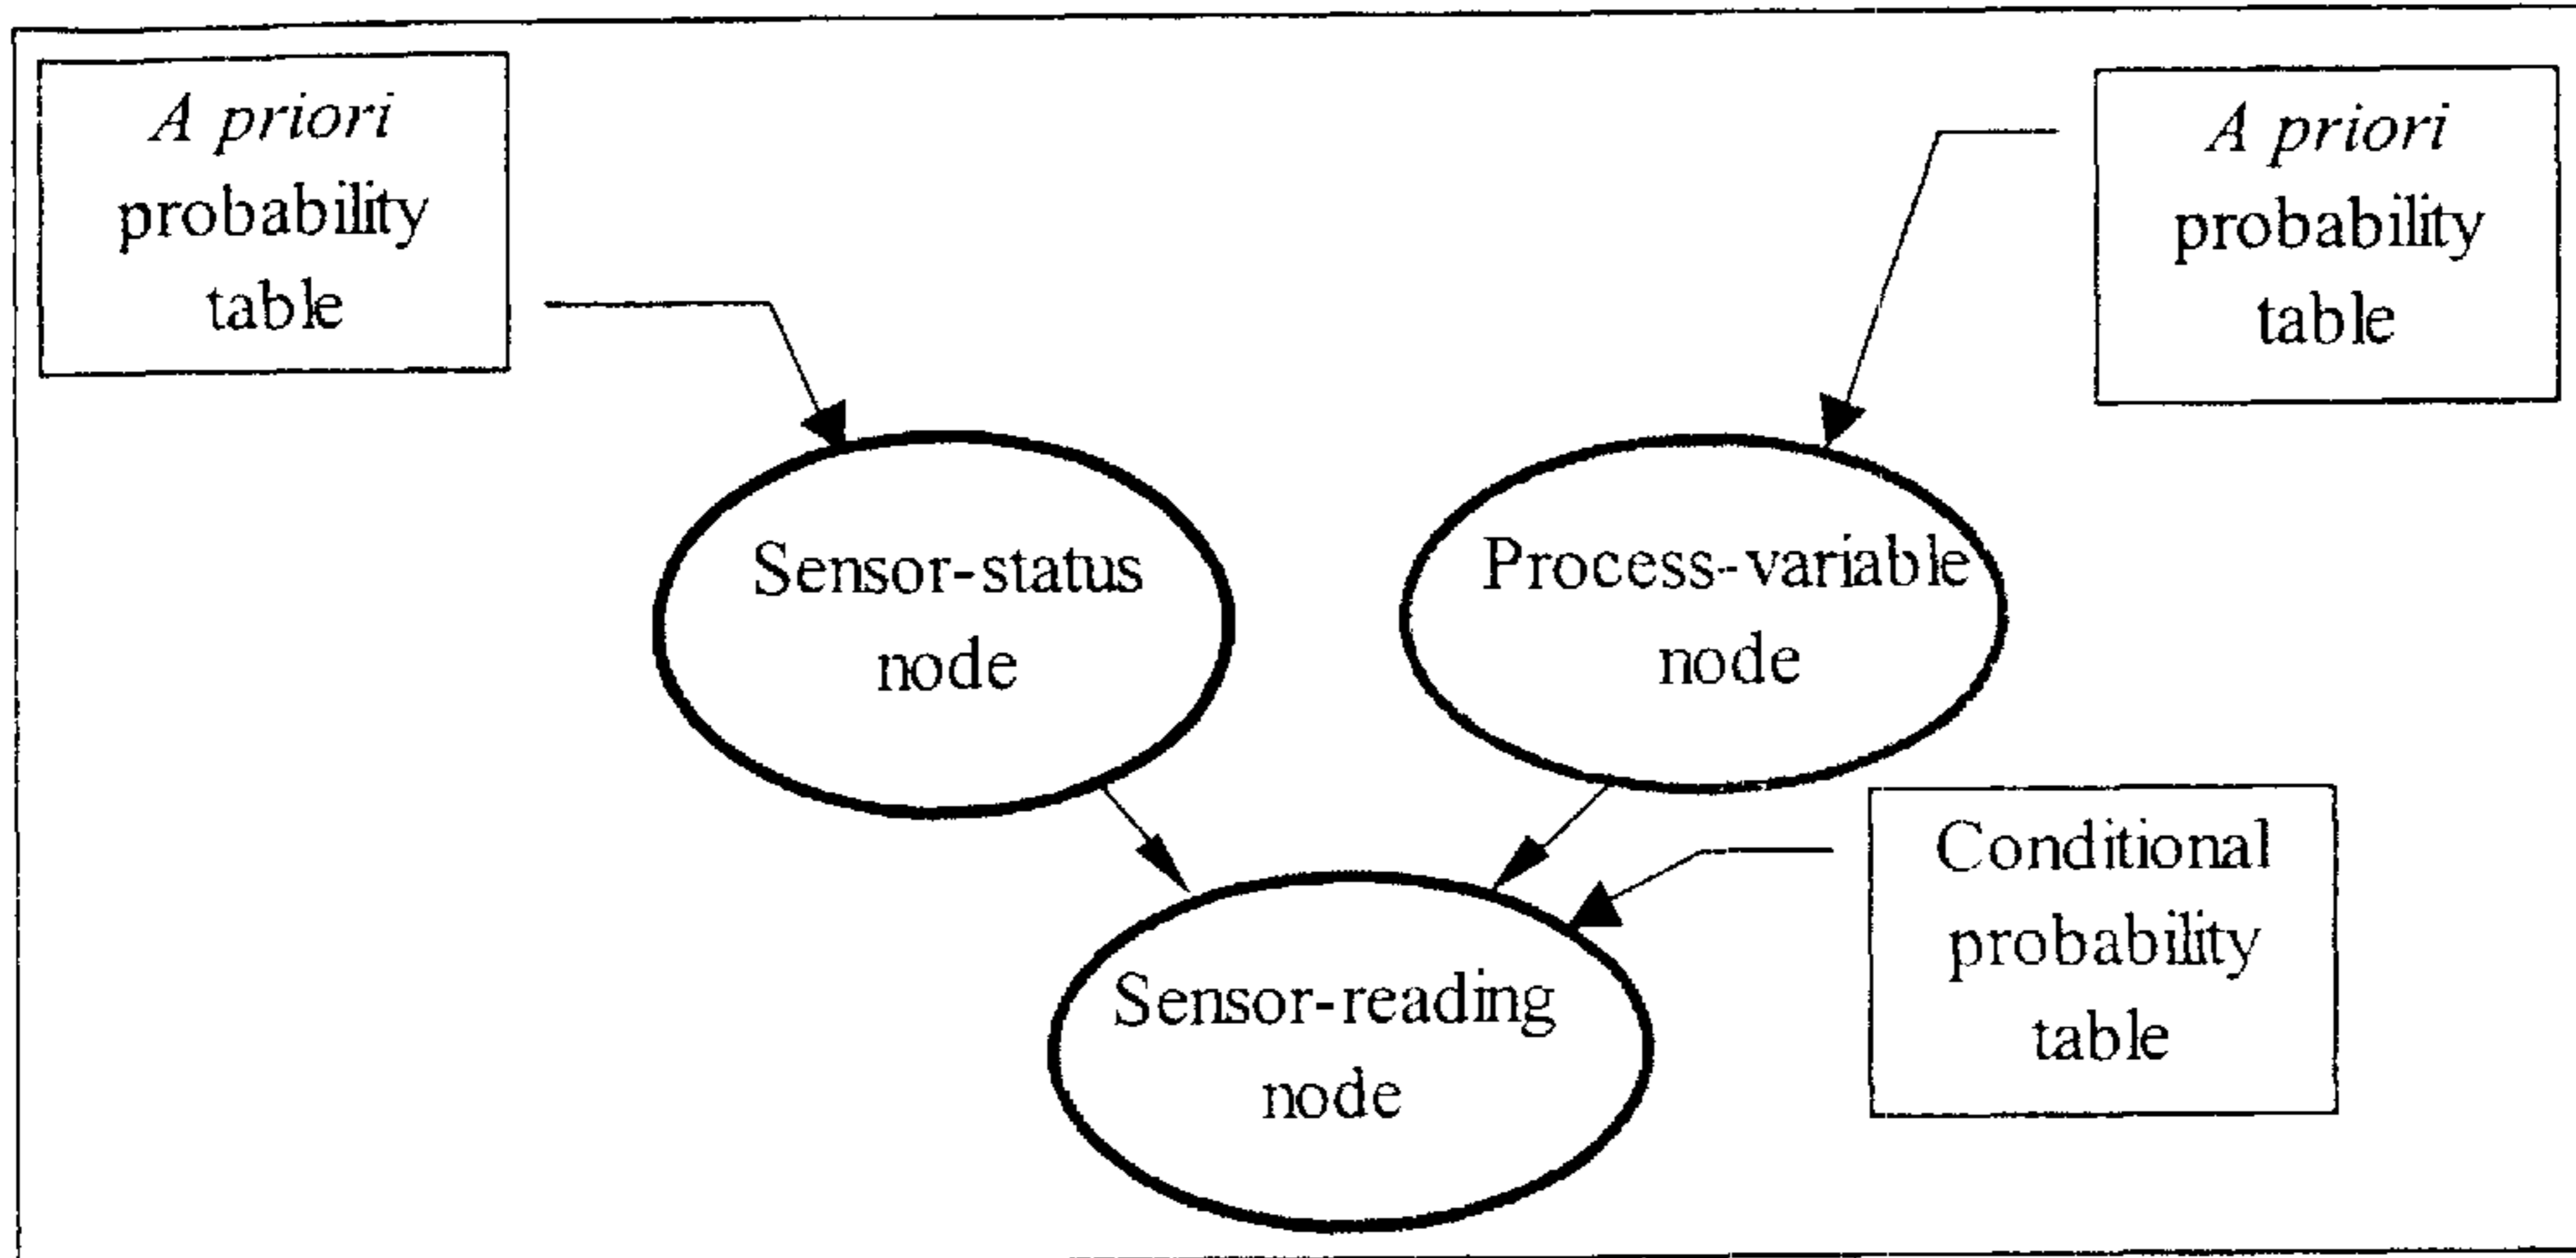 A priori
probability
table
A priori
probability
table
Sensor-status
node
Process-variable
node
Conditional
probability
table
Sensor-reading
node